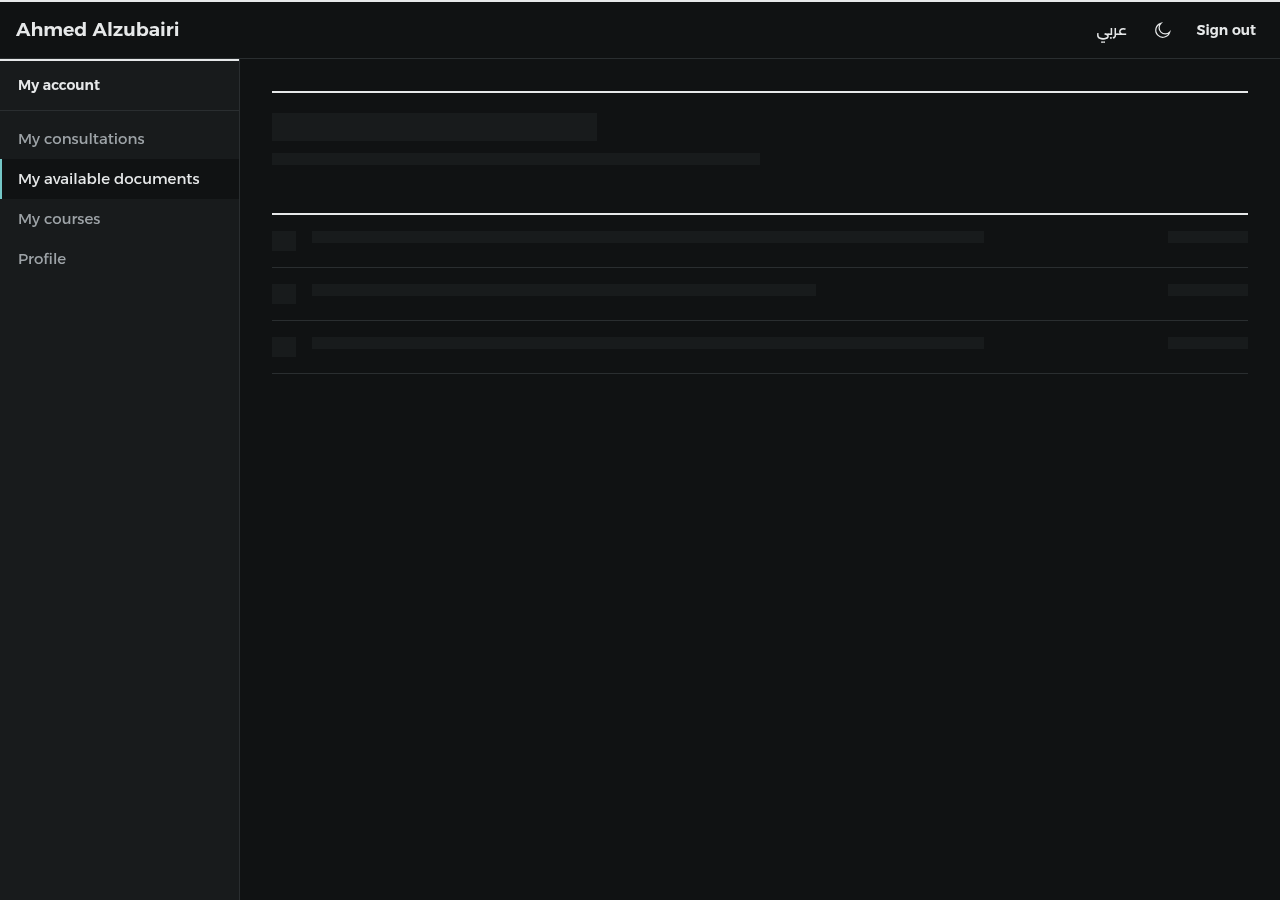 Ahmed Alzubairi
عربي
Sign out
My account
My consultations
My available documents
My courses
Profile